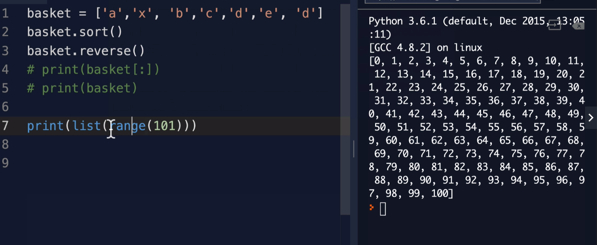 1 basket = ['a','x', 'b','c','d','e', 'd']
2 basket.sort()
3 basket.reverse()
4 # print(basket[:])
5 # print(basket)
6
7 print(list(range(101)))
8
9
Python 3.6.1 (default, Dec 2015, 13:05
:11)
[GCC 4.8.2] on linux
[0, 1, 2, 3, 4, 5, 6, 7, 8, 9, 10, 11,
12, 13, 14, 15, 16, 17, 18, 19, 20, 2
1, 22, 23, 24, 25, 26, 27, 28, 29, 30,
31, 32, 33, 34, 35, 36, 37, 38, 39, 4
0, 41, 42, 43, 44, 45, 46, 47, 48, 49,
50, 51, 52, 53, 54, 55, 56, 57, 58, 5
9, 60, 61, 62, 63, 64, 65, 66, 67, 68,
69, 70, 71, 72, 73, 74, 75, 76, 77, 7
8, 79, 80, 81, 82, 83, 84, 85, 86, 87,
88, 89, 90, 91, 92, 93, 94, 95, 96, 9
7, 98, 99, 100]